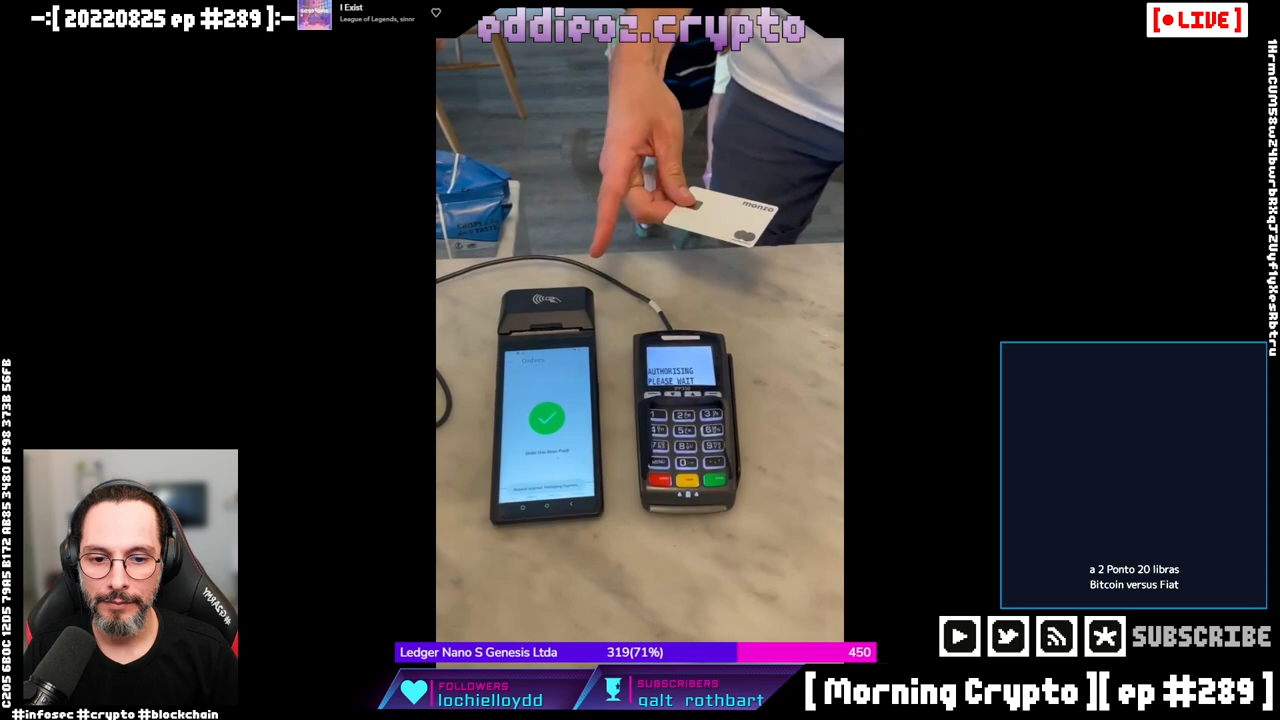 -:[ 20220825 ep #289 ]:-
I Exist
League of Legends, sinnr
eddieoz.crypto
[●LIVE]
monzo
AUTHORISING
PLEASE WAIT
a 2 Ponto 20 libras
Bitcoin versus Fiat
Ledger Nano S Genesis Ltda 319(71%) 450
SUBSCRIBE
FOLLOWERS
lochielloydd
SUBSCRIBERS
galt_rothbart
[ Morning Crypto ][ ep #289 ]
#infosec #crypto #blockchain